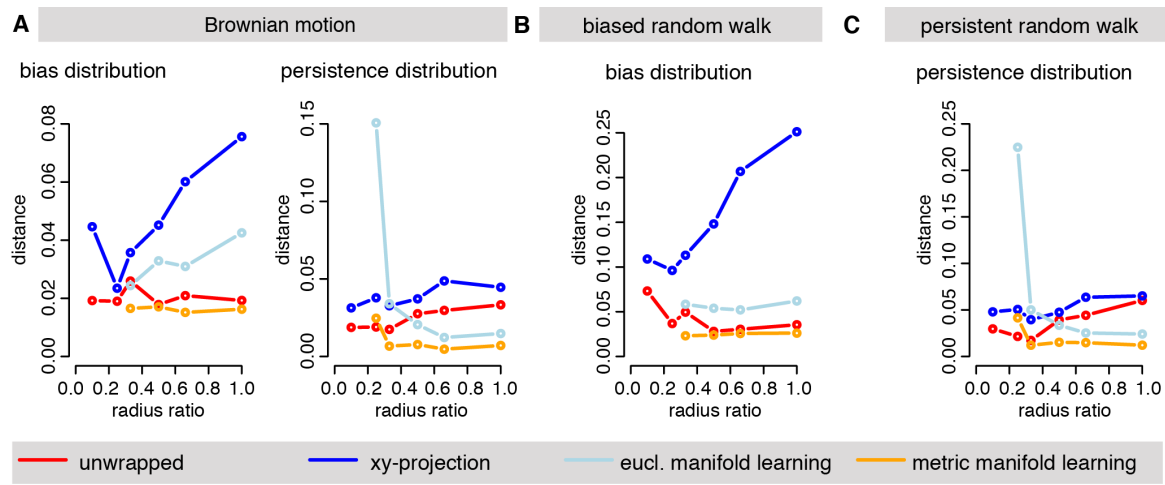 A Brownian motion B biased random walk C persistent random walk
bias distribution persistence distribution bias distribution persistence distribution
distance
0.00 0.02 0.04 0.06 0.08
0.0 0.2 0.4 0.6 0.8 1.0
radius ratio
distance
0.00 0.05 0.10 0.15
0.0 0.2 0.4 0.6 0.8 1.0
radius ratio
distance
0.00 0.05 0.10 0.15 0.20 0.25
0.0 0.2 0.4 0.6 0.8 1.0
radius ratio
distance
0.00 0.05 0.10 0.15 0.20 0.25
0.0 0.2 0.4 0.6 0.8 1.0
radius ratio
unwrapped xy-projection eucl. manifold learning metric manifold learning